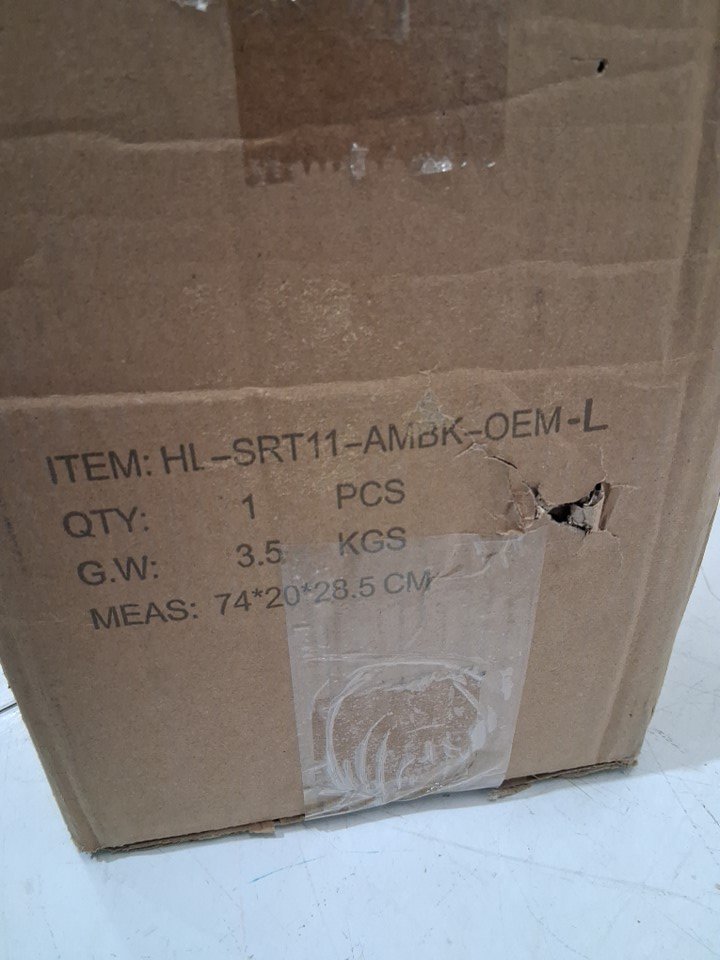 ITEM: HL-SRT11-AMBK-OEM-L
QTY: 1 PCS
G.W: 3.5 KGS
MEAS: 74*20*28.5 CM